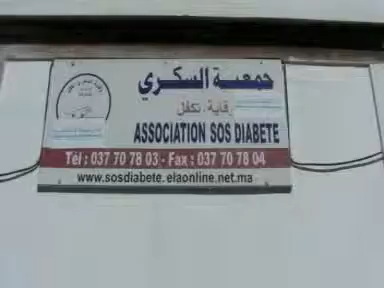 جمعية السكري
وقاية - تكفل
ASSOCIATION SOS DIABETE
Tél : 037 70 78 03 - Fax : 037 70 78 04
www.sosdiabete.elaonline.net.ma